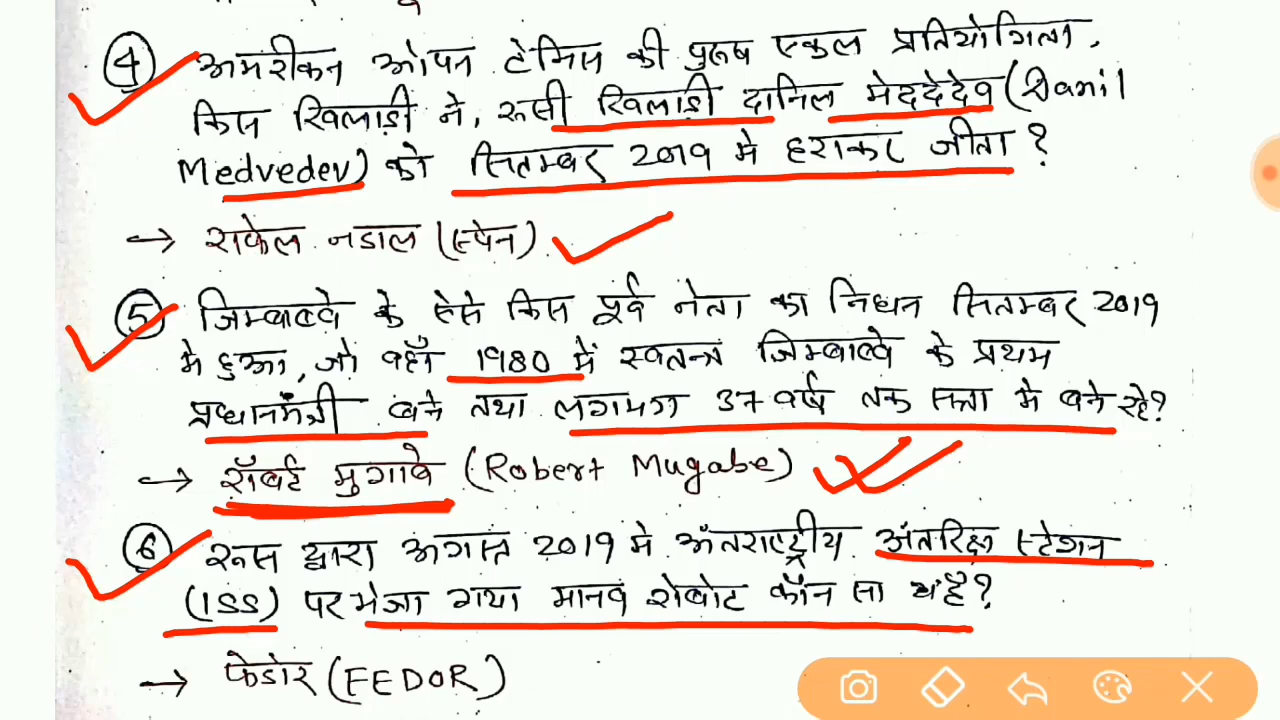 ④ अमरीकन ओपन टेनिस की पुरुष एकल प्रतियोगिता,
किस खिलाड़ी ने, रूसी खिलाड़ी दानिल मेददेदेव (Danil
Medvedev) को सितम्बर 2019 मे हराकर जीता ?
→ राफेल नडाल (स्पेन)
⑤ जिम्बाब्वे के ऐसे किस पूर्व नेता का निधन सितम्बर 2019
मे हुआ, जो वहाँ 1980 में स्वतन्त्र जिम्बाब्वे के प्रथम
प्रधानमंत्री बने तथा लगभग 37 वर्ष तक सत्ता मे बने रहे?
→ रॉबर्ट मुगावे (Robert Mugabe)
⑥ रूस द्वारा अगस्त 2019 मे अँतराष्ट्रीय अंतरिक्ष स्टेशन
(ISS) पर भेजा गया मानव रोबोट कॉन सा है?
→ फेडोर (FEDOR)